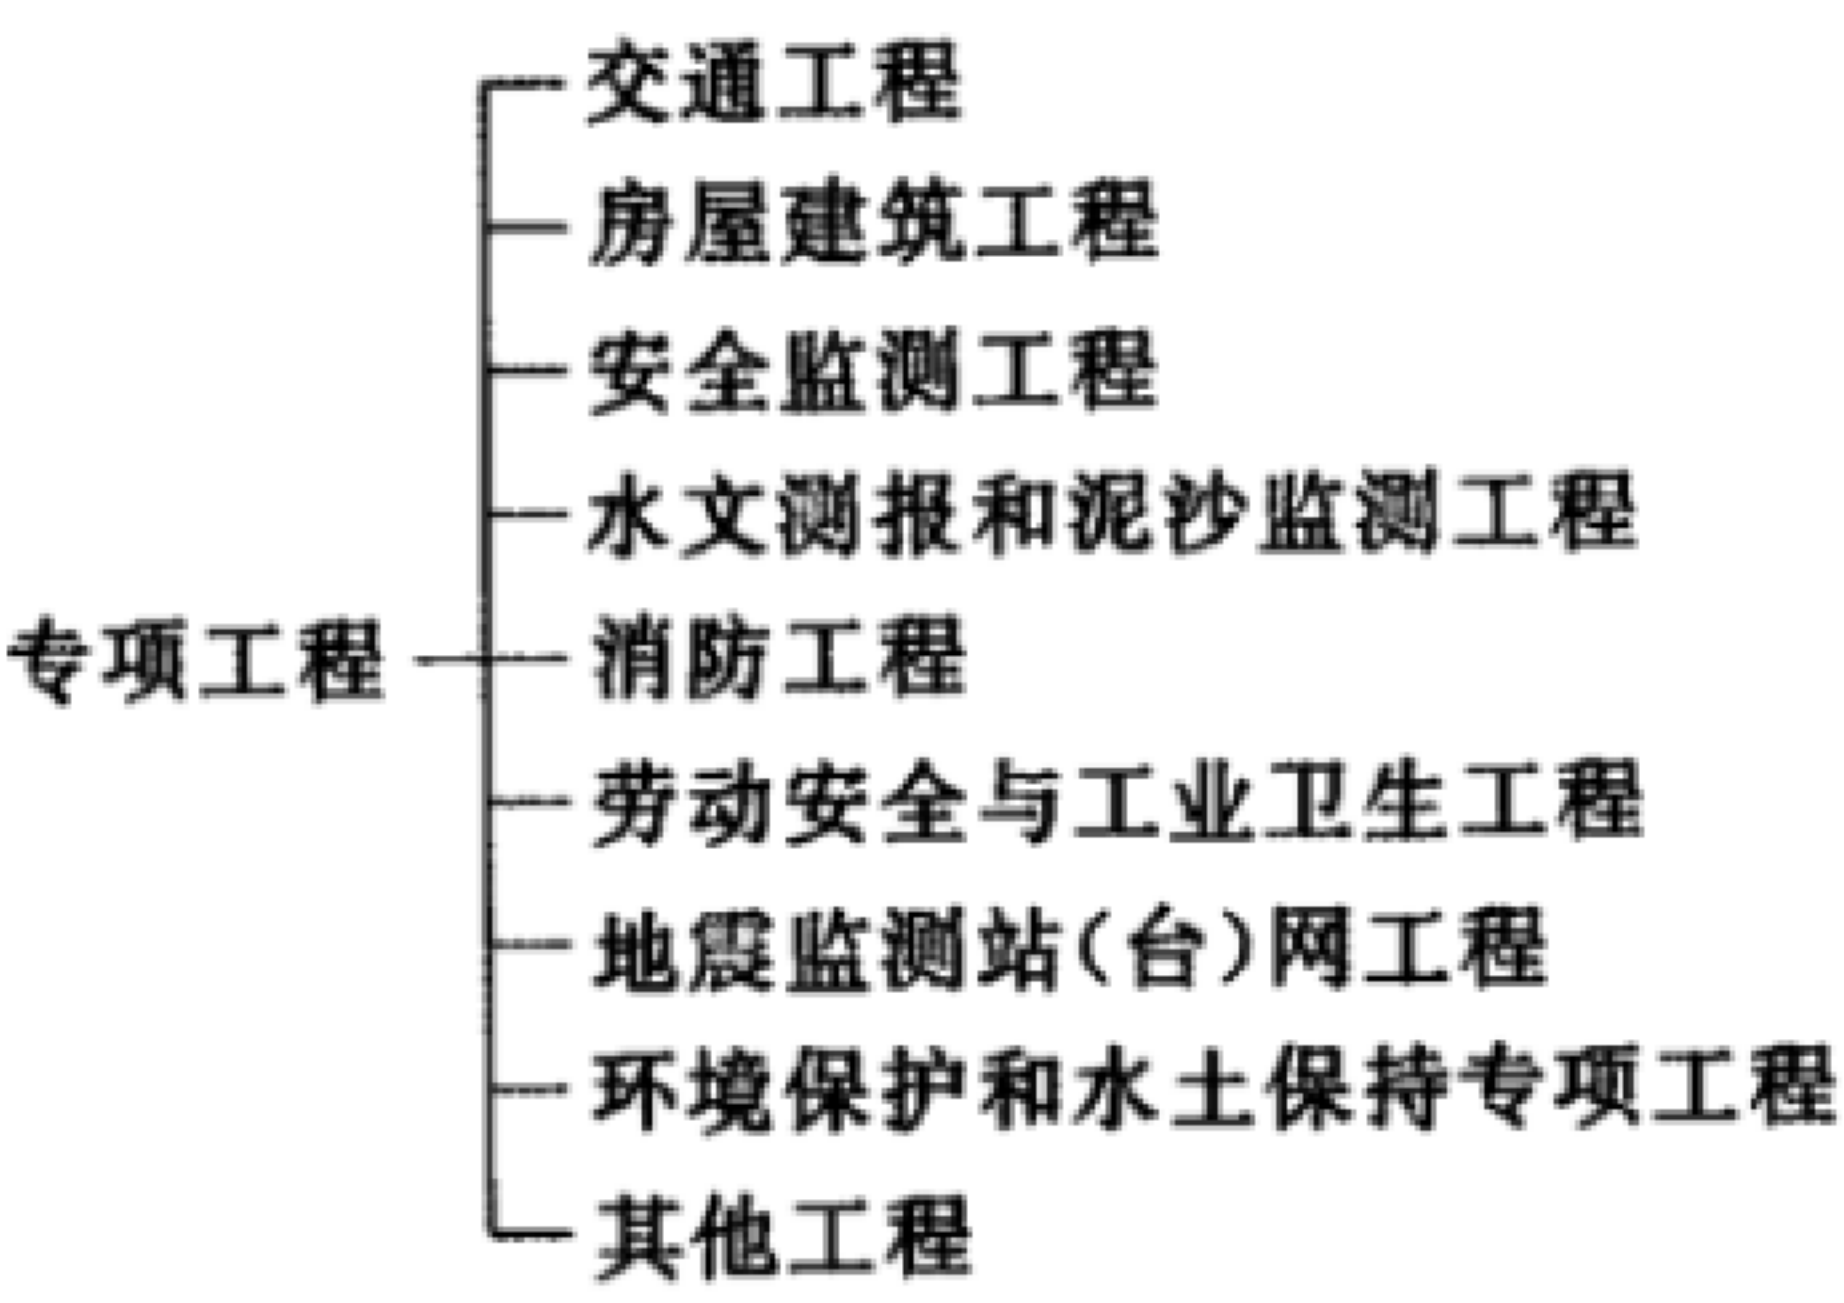 交通工程
房屋建筑工程
安全监测工程
水文测报和泥沙监测工程
专项工程
消防工程
劳动安全与工业卫生工程
地震监测站(台)网工程
环境保护和水土保持专项工程
其他工程